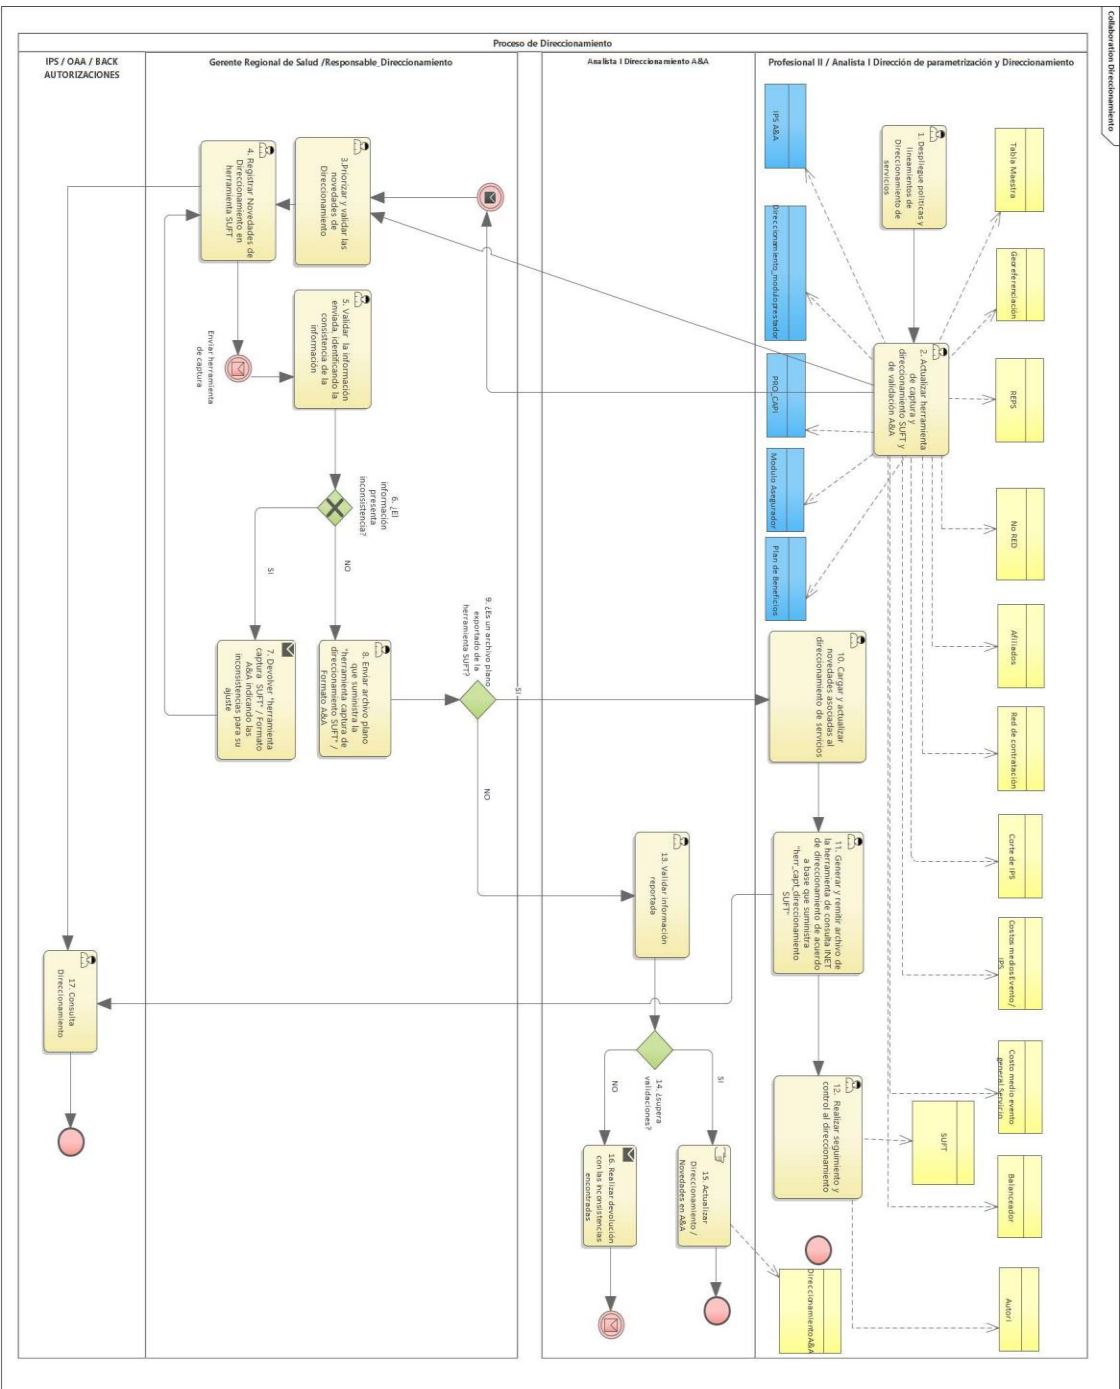 Collaboration Direccionamiento
Proceso de Direccionamiento
IPS / OAA / BACK
AUTORIZACIONES
Gerente Regional de Salud /Responsable_Direccionamiento
Analista I Direccionamiento A&A
Profesional II / Analista I Dirección de parametrización y Direccionamiento
Tabla Maestra
Georeferenciación
REPS
No RED
Afiliados
Red de contratación
Corte de IPS
Costos medios Evento /
IPS
Costo medio evento
general Servicio
Balanceador
Autori
SUFT
1. Despliegue políticas y
lineamientos de
Direccionamiento de
servicios
2. Actualizar herramienta
de captura y
direccionamiento SUFT y
de validación A&A
IPS A&A
Direccionamiento_moduloprestador
PRO_CAPI
Modulo Asegurador
Plan de Beneficios
10. Cargar y actualizar
novedades asociadas al
direccionamiento de servicios
11. Generar y remitir archivo de
la herramienta de consulta INET
de direccionamiento de acuerdo
a base que suministra
"herr_capt_direccionamiento
SUFT"
12. Realizar seguimiento y
control al direccionamiento
DireccionamientoA&A
13. Validar información
reportada
14. ¿supera
validaciones?
SI
NO
15. Actualizar
Direccionamiento /
Novedades en A&A
16. Realizar devolución
con las inconsistencias
encontradas
3.Priorizar y validar las
novedades de
Direccionamiento
4. Registrar Novedades de
Direccionamiento en
herramienta SUFT
Enviar herramienta
de captura
5. Validar la información
enviada, identificando la
consistencia de la
información
6. ¿El
información
presenta
inconsistencia?
NO
SI
7. Devolver "herramienta
captura SUFT" / Formato
A&A indicando las
inconsistencias para su
ajuste
8. Enviar archivo plano
que suministra la
"herramienta captura de
direccionamiento SUFT" /
Formato A&A
9. ¿Es un archivo plano
exportado de la
herramienta SUFT?
SI
NO
17. Consulta
Direccionamiento